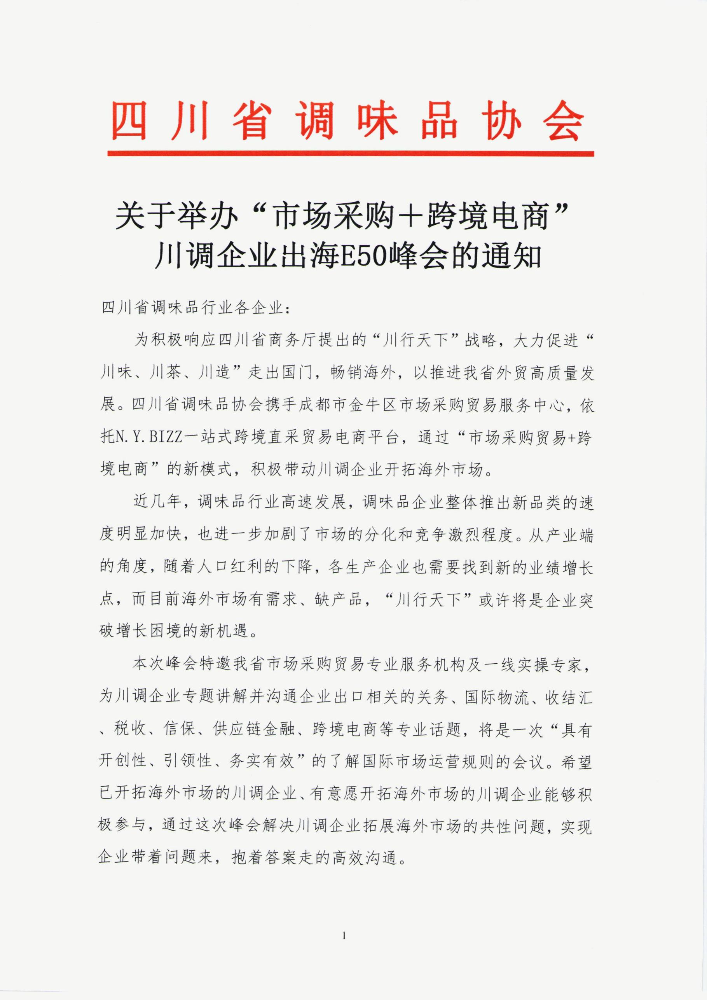 四川省调味品协会
关于举办“市场采购＋跨境电商”
川调企业出海E50峰会的通知
四川省调味品行业各企业：
为积极响应四川省商务厅提出的“川行天下”战略，大力促进“
川味、川茶、川造”走出国门，畅销海外，以推进我省外贸高质量发
展。四川省调味品协会携手成都市金牛区市场采购贸易服务中心，依
托N.Y.BIZZ一站式跨境直采贸易电商平台，通过“市场采购贸易+跨
境电商”的新模式，积极带动川调企业开拓海外市场。
近几年，调味品行业高速发展，调味品企业整体推出新品类的速
度明显加快，也进一步加剧了市场的分化和竞争激烈程度。从产业端
的角度，随着人口红利的下降，各生产企业也需要找到新的业绩增长
点，而目前海外市场有需求、缺产品，“川行天下”或许将是企业突
破增长困境的新机遇。
本次峰会特邀我省市场采购贸易专业服务机构及一线实操专家，
为川调企业专题讲解并沟通企业出口相关的关务、国际物流、收结汇
、税收、信保、供应链金融、跨境电商等专业话题，将是一次“具有
开创性、引领性、务实有效”的了解国际市场运营规则的会议。希望
已开拓海外市场的川调企业、有意愿开拓海外市场的川调企业能够积
极参与，通过这次峰会解决川调企业拓展海外市场的共性问题，实现
企业带着问题来，抱着答案走的高效沟通。
1